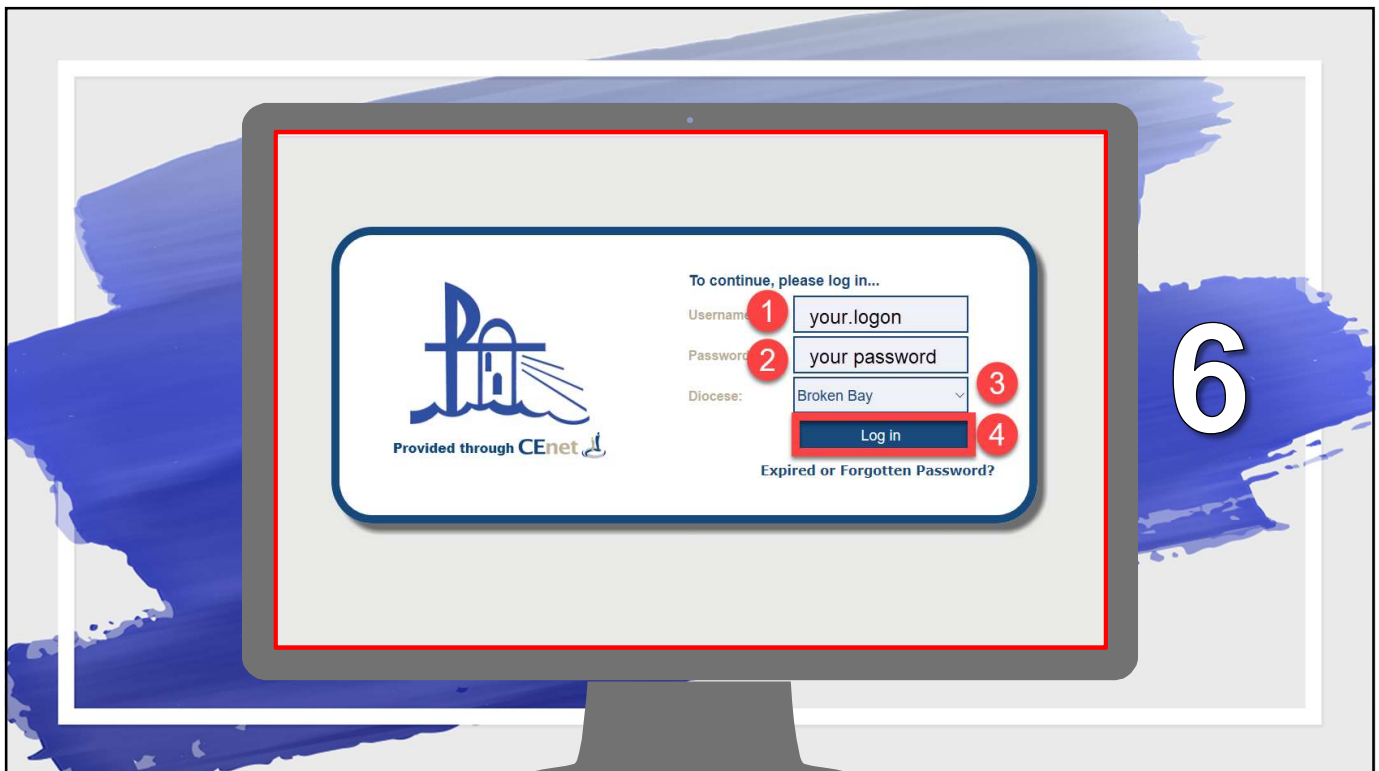 To continue, please log in...
Username 1 your.logon
Password 2 your password
Diocese: Broken Bay 3
Log in 4
Expired or Forgotten Password?
Provided through CEnet
6